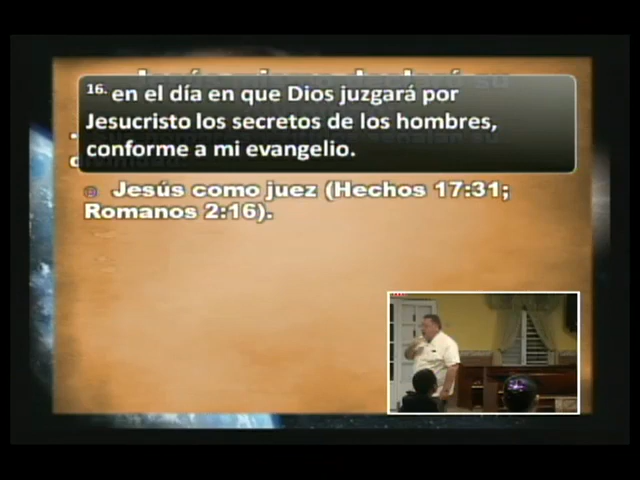 16. en el día en que Dios juzgará por
Jesucristo los secretos de los hombres,
conforme a mi evangelio.
Jesús como juez (Hechos 17:31;
Romanos 2:16).